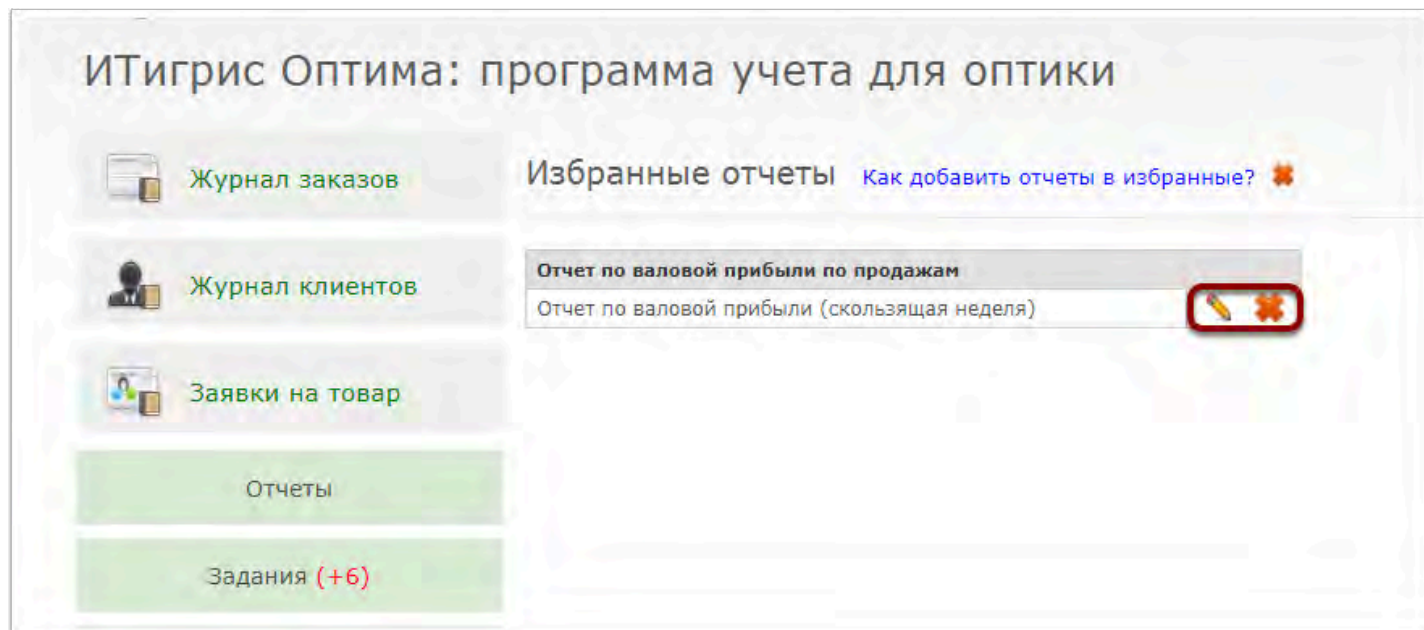 ИТигрис Оптима: программа учета для оптики
Журнал заказов
Избранные отчеты Как добавить отчеты в избранные?
Журнал клиентов
Отчет по валовой прибыли по продажам
Отчет по валовой прибыли (скользящая неделя)
Заявки на товар
Отчеты
Задания (+6)